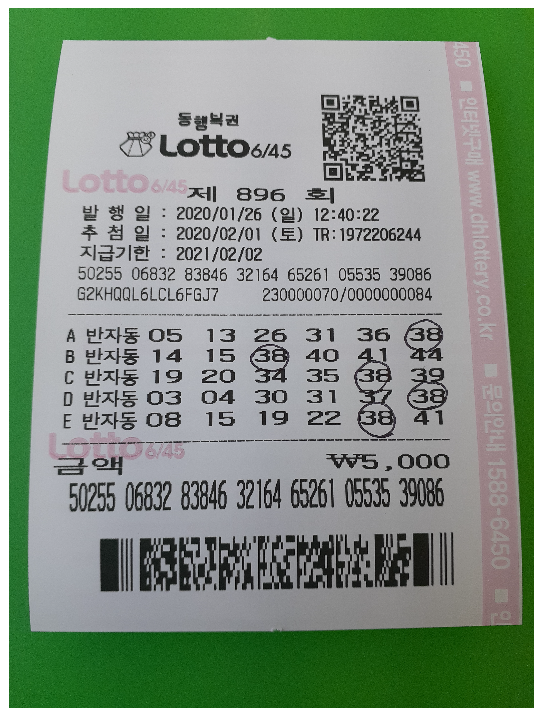 동행복권
Lotto 6/45
Lotto 6/45
제 896 회
발 행 일 : 2020/01/26 (일) 12:40:22
추 첨 일 : 2020/02/01 (토) TR:1972206244
지급기한 : 2021/02/02
50255 06832 83846 32164 65261 05535 39086
G2KHQQL6LCL6FGJ7 230000070/0000000084
A 반자동 05 13 26 31 36 38
B 반자동 14 15 38 40 41 44
C 반자동 19 20 34 35 38 39
D 반자동 03 04 30 31 37 38
E 반자동 08 15 19 22 38 41
Lotto 6/45
금액 ₩5,000
50255 06832 83846 32164 65261 05535 39086
450 ■ 인터넷구매 www.dhlottery.co.kr ■ 문의안내 1588-6450 ■ 인